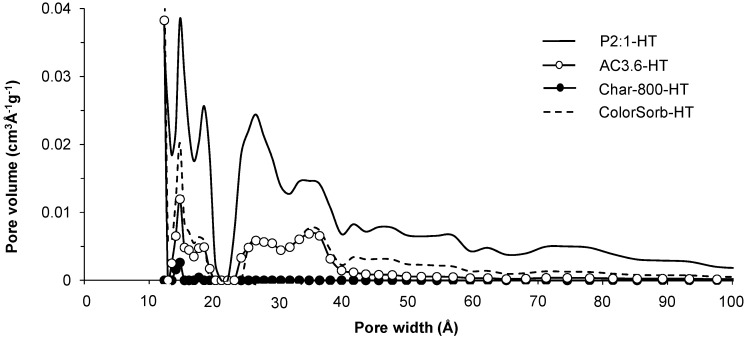 0.04
0.03
0.02
0.01
0
Pore volume (cm³Å⁻¹g⁻¹)
P2:1-HT
AC3.6-HT
Char-800-HT
ColorSorb-HT
0 10 20 30 40 50 60 70 80 90 100
Pore width (Å)